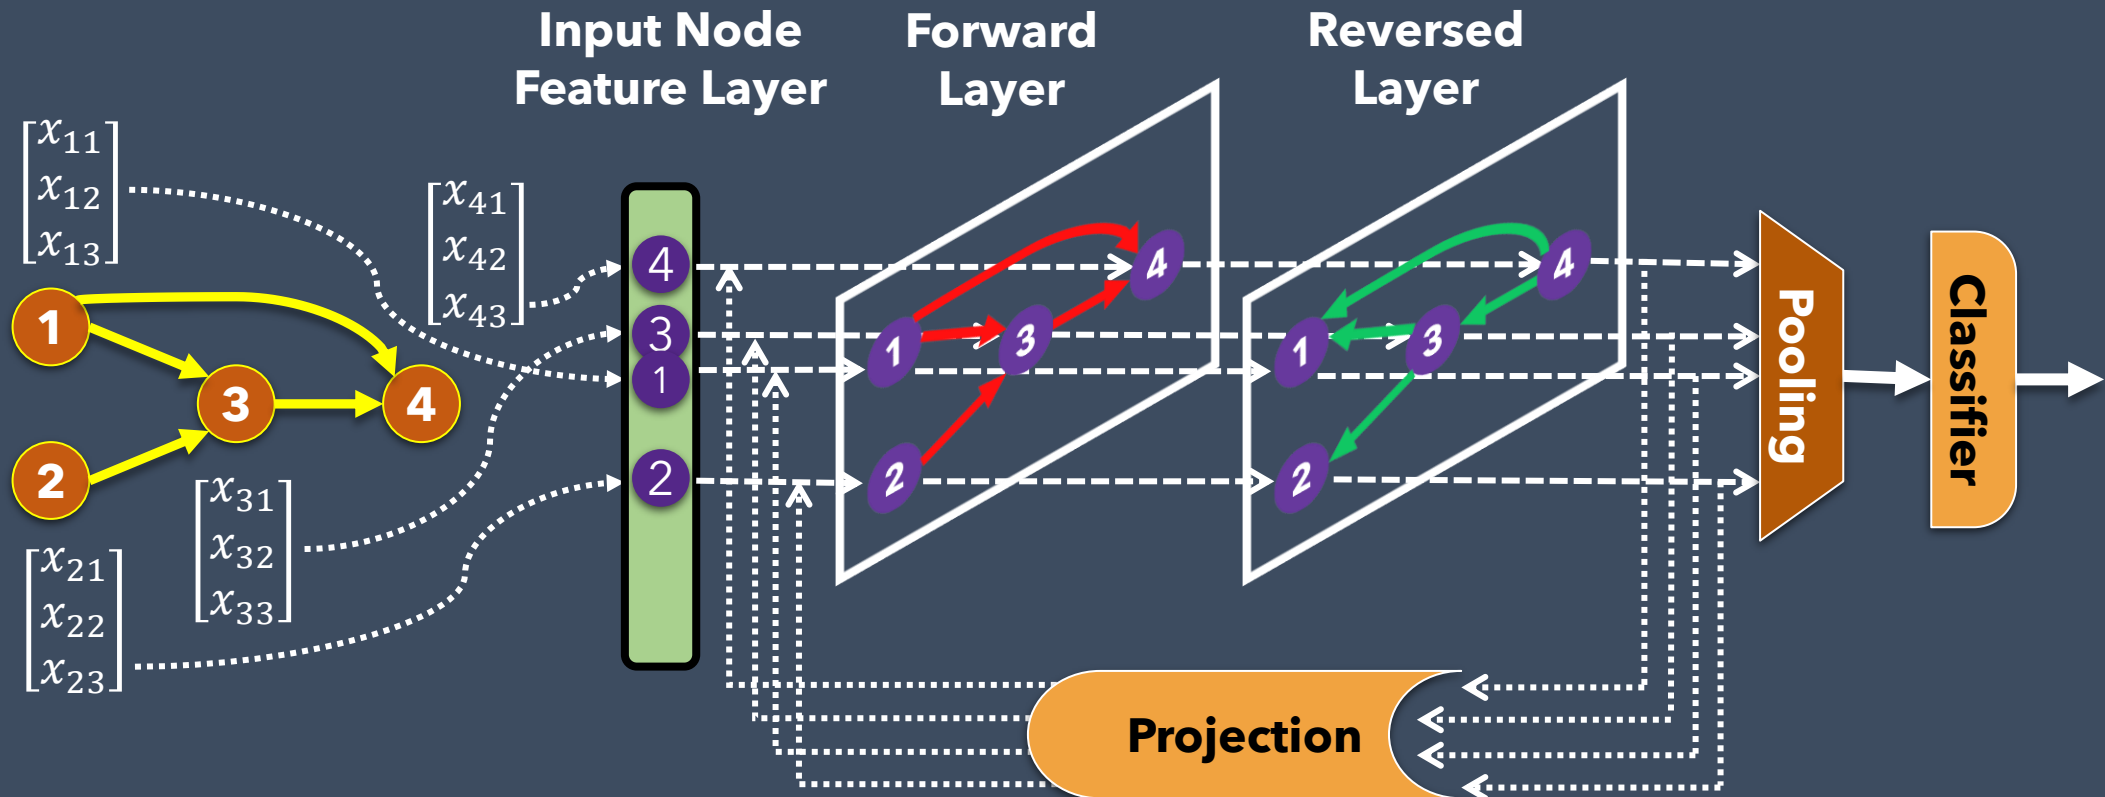 Input Node
Feature Layer
Forward
Layer
Reversed
Layer
x11
x12
x13
x41
x42
x43
1
2
3
4
x21
x22
x23
x31
x32
x33
4
3
1
2
1
2
3
4
1
2
3
4
Pooling
Classifier
Projection